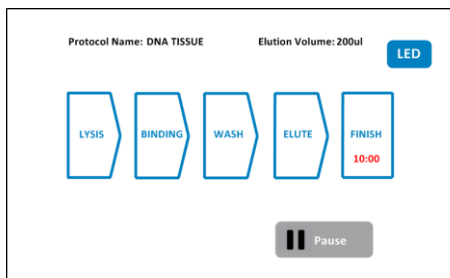 Protocol Name: DNA TISSUE
Elution Volume: 200ul
LED
LYSIS
BINDING
WASH
ELUTE
FINISH
10:00
Pause